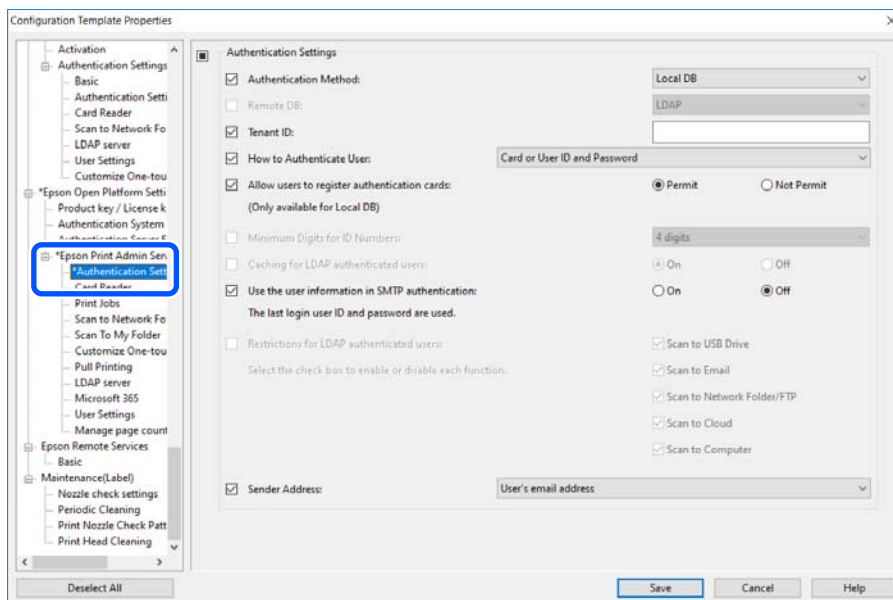 Configuration Template Properties
Activation
Authentication Settings
Basic
Authentication Setti
Card Reader
Scan to Network Fo
LDAP server
User Settings
Customize One-tou
*Epson Open Platform Setti
Product key / License k
Authentication System
*Epson Print Admin Ser
*Authentication Sett
Card Reader
Print Jobs
Scan to Network Fo
Scan To My Folder
Customize One-tou
Pull Printing
LDAP server
Microsoft 365
User Settings
Manage page count
Epson Remote Services
Basic
Maintenance(Label)
Nozzle check settings
Periodic Cleaning
Print Nozzle Check Patt
Print Head Cleaning
Deselect All
Authentication Settings
Authentication Method: Local DB
Remote DB: LDAP
Tenant ID:
How to Authenticate User: Card or User ID and Password
Allow users to register authentication cards: Permit Not Permit
(Only available for Local DB)
Minimum Digits for ID Numbers: 4 digits
Caching for LDAP authenticated users: On Off
Use the user information in SMTP authentication: On Off
The last login user ID and password are used.
Restrictions for LDAP authenticated users: Scan to USB Drive
Select the check box to enable or disable each function. Scan to Email
Scan to Network Folder/FTP
Scan to Cloud
Scan to Computer
Sender Address: User's email address
Save Cancel Help